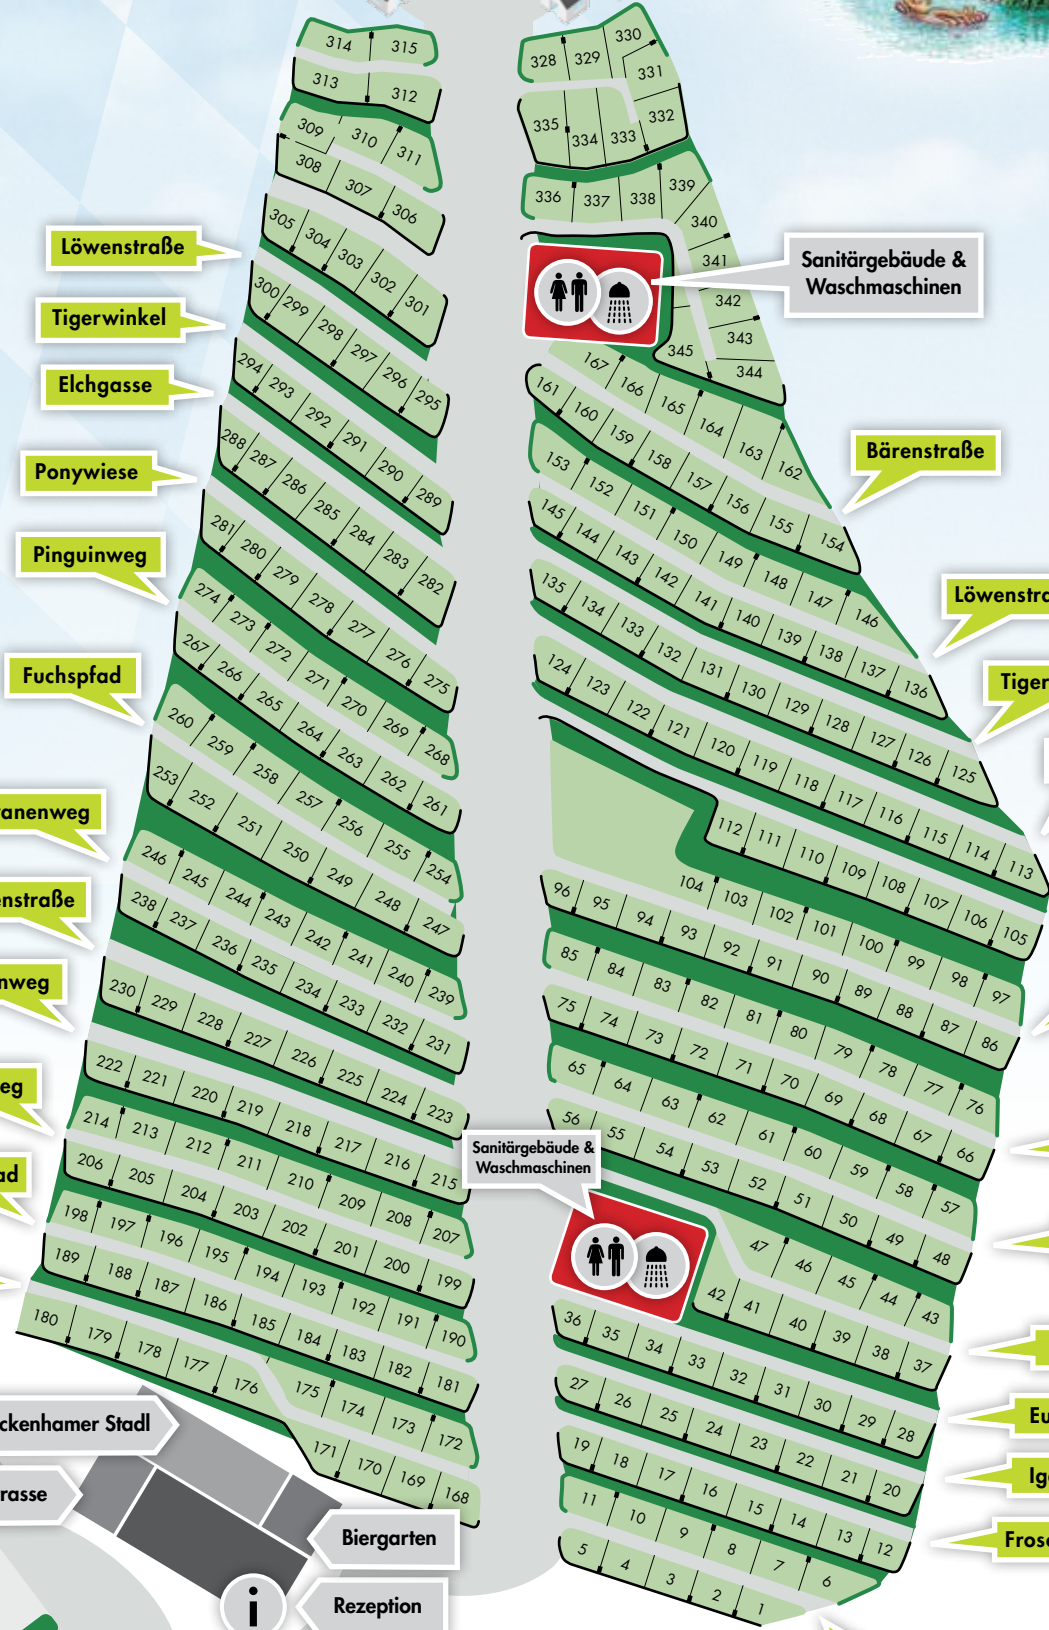 314 315
328 329 330
331
313 312
335 334 333 332
309 310 311
308 307 306
336 337 338 339
340
341
342
343
344
345
305 304 303 302 301
Löwenstraße
Sanitärgebäude &
Waschmaschinen
300 299 298 297 296 295
Tigerwinkel
294 293 292 291 290 289
Elchgasse
167 166 165 164 163 162
161 160 159 158 157 156 155 154
288 287 286 285 284 283 282
Ponywiese
Bärenstraße
153 152 151 150 149 148 147 146
281 280 279 278 277 276 275
Pinguinweg
145 144 143 142 141 140 139 138 137 136
274 273 272 271 270 269 268
Löwenstra
135 134 133 132 131 130 129 128 127 126 125
267 266 265 264 263 262 261
Fuchspfad
Tiger
124 123 122 121 120 119 118 117 116 115 114 113
260 259 258 257 256 255 254
253 252 251 250 249 248 247
anenweg
112 111 110 109 108 107 106 105
246 245 244 243 242 241 240 239
104 103 102 101 100 99 98 97
enstraße
238 237 236 235 234 233 232 231
96 95 94 93 92 91 90 89 88 87 86
nweg
230 229 228 227 226 225 224 223
85 84 83 82 81 80 79 78 77 76
75 74 73 72 71 70 69 68 67 66
eg
222 221 220 219 218 217 216 215
65 64 63 62 61 60 59 58 57
214 213 212 211 210 209 208 207
56 55 54 53 52 51 50 49 48
Sanitärgebäude &
Waschmaschinen
ad
206 205 204 203 202 201 200 199
198 197 196 195 194 193 192 191 190
47 46 45 44 43
189 188 187 186 185 184 183 182 181
42 41 40 39 38 37
180 179 178 177 176 175 174 173 172
36 35 34 33 32 31 30 29 28
171 170 169 168
27 26 25 24 23 22 21 20
ckenhamer Stadl
Eu
19 18 17 16 15 14 13 12
rasse
Ig
11 10 9 8 7 6
Biergarten
Frosc
5 4 3 2 1
i
Rezeption